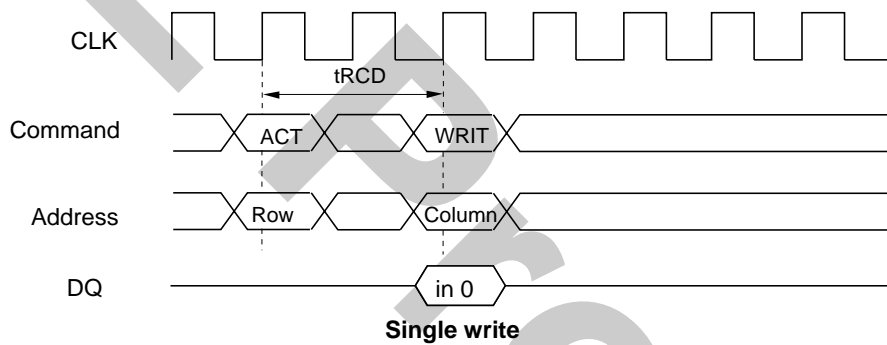 CLK
tRCD
Command ACT WRIT
Address Row Column
DQ in 0
Single write